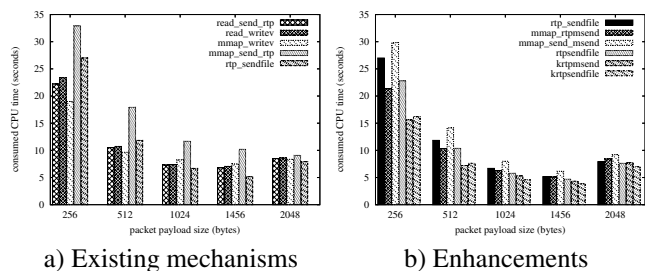 consumed CPU time (seconds)
35
30
25
20
15
10
5
0
read_send_rtp
read_writev
mmap_writev
mmap_send_rtp
rtp_sendfile
256 512 1024 1456 2048
packet payload size (bytes)
a) Existing mechanisms
consumed CPU time (seconds)
35
30
25
20
15
10
5
0
rtp_sendfile
mmap_rtpmsend
mmap_send_msend
rtpsendfile
krtpmsend
krtpsendfile
256 512 1024 1456 2048
packet payload size (bytes)
b) Enhancements